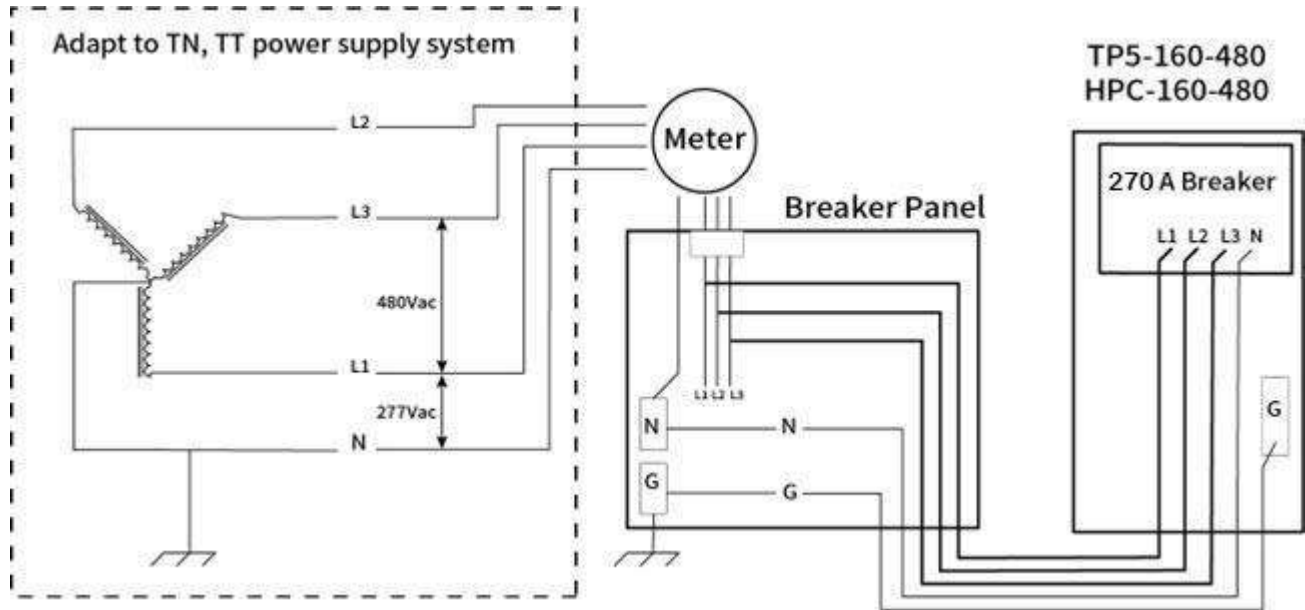 Adapt to TN, TT power supply system
L2
L3
480Vac
L1
277Vac
N
Meter
Breaker Panel
L1 L2 L3
N
N
G
G
TP5-160-480
HPC-160-480
270 A Breaker
L1 L2 L3 N
G